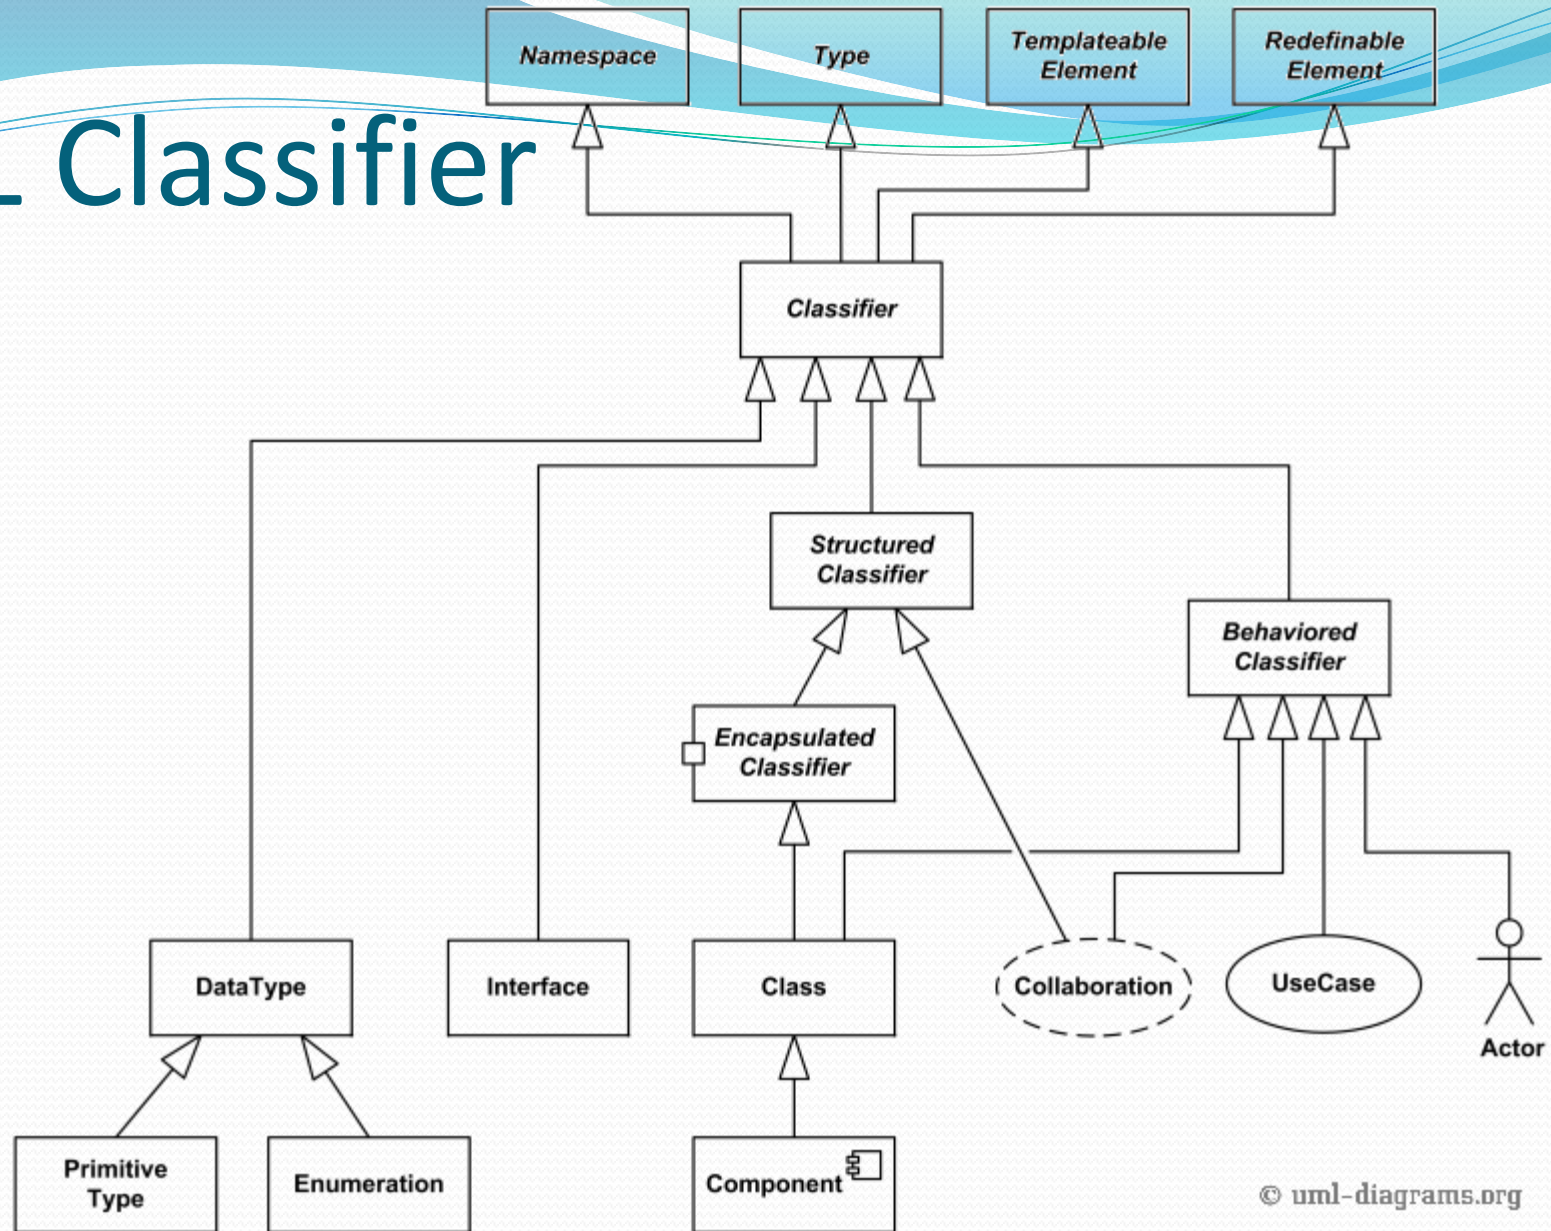 Namespace
Type
Templateable
Element
Redefinable
Element
Classifier
Classifier
Structured
Classifier
Behaviored
Classifier
Encapsulated
Classifier
DataType
Interface
Class
Collaboration
UseCase
Actor
Primitive
Type
Enumeration
Component
© uml-diagrams.org